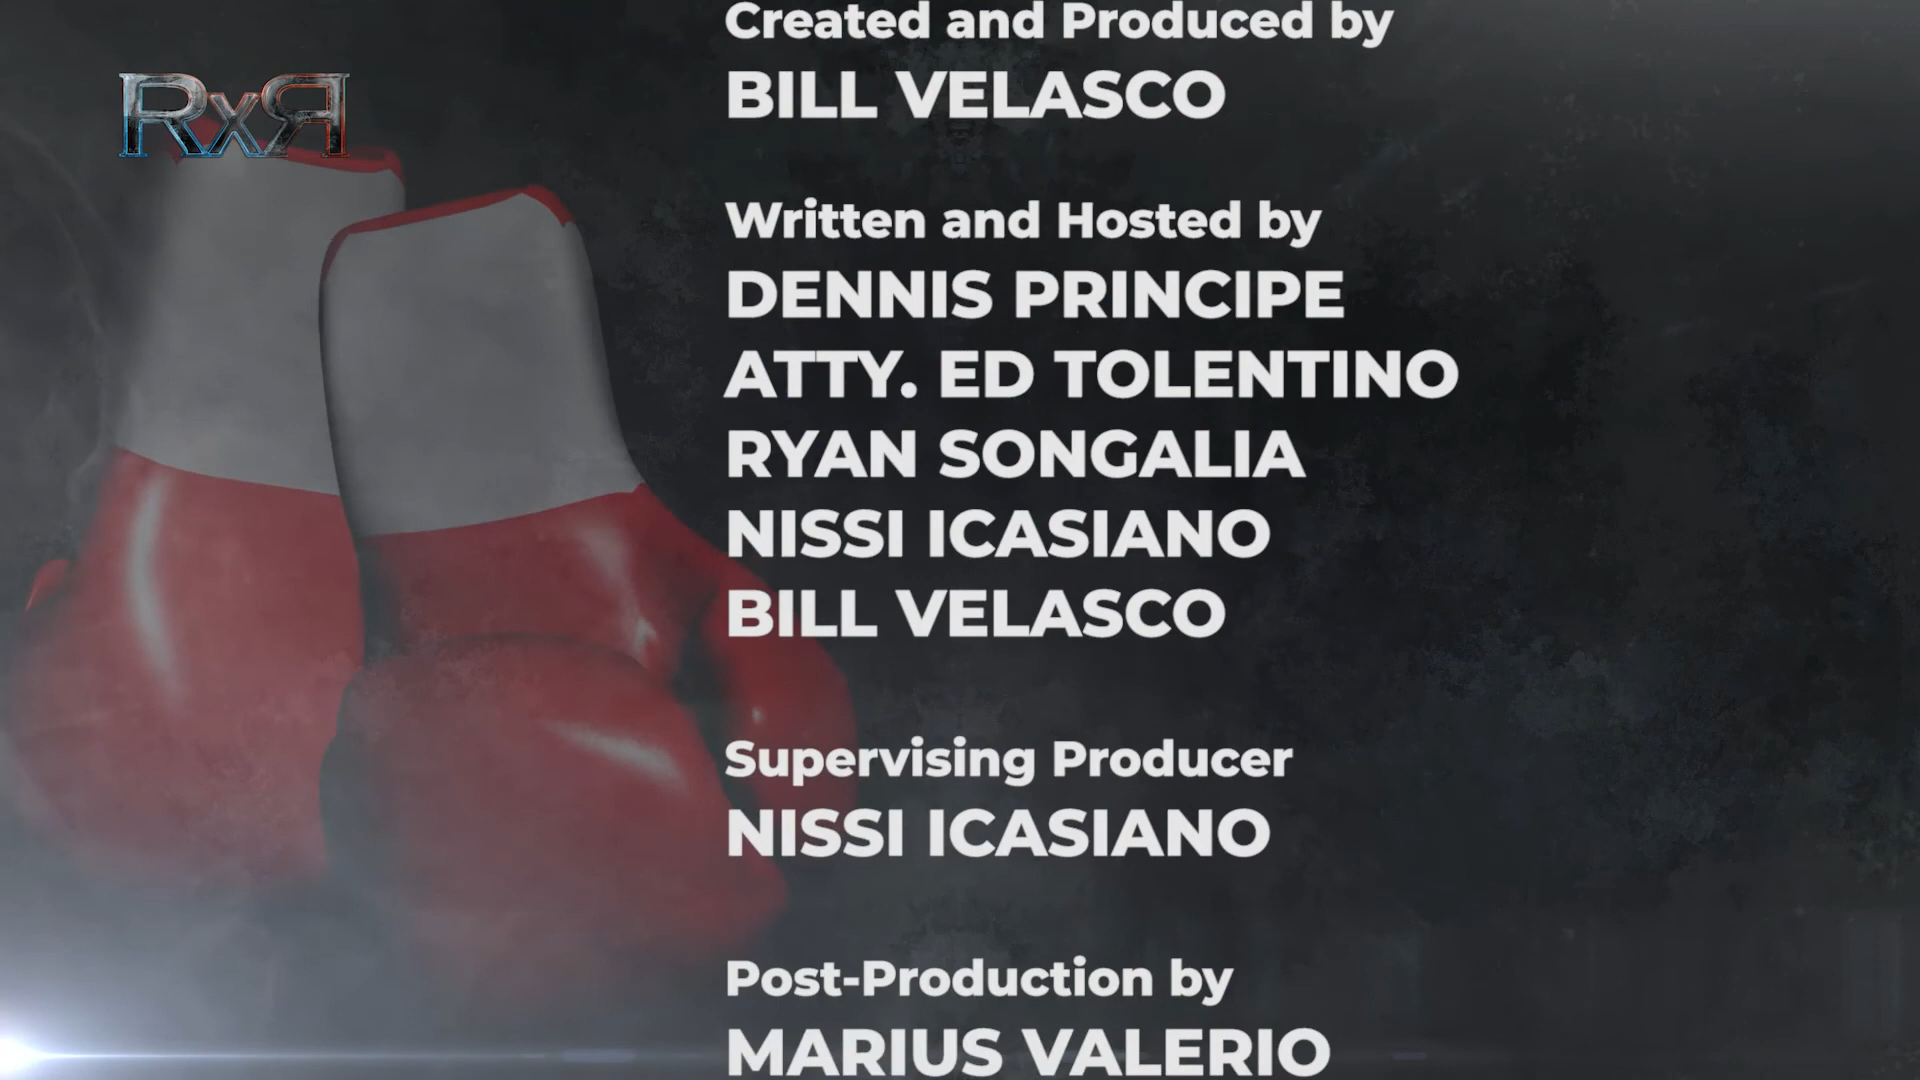 RxR
Created and Produced by
BILL VELASCO
Written and Hosted by
DENNIS PRINCIPE
ATTY. ED TOLENTINO
RYAN SONGALIA
NISSI ICASIANO
BILL VELASCO
Supervising Producer
NISSI ICASIANO
Post-Production by
MARIUS VALERIO